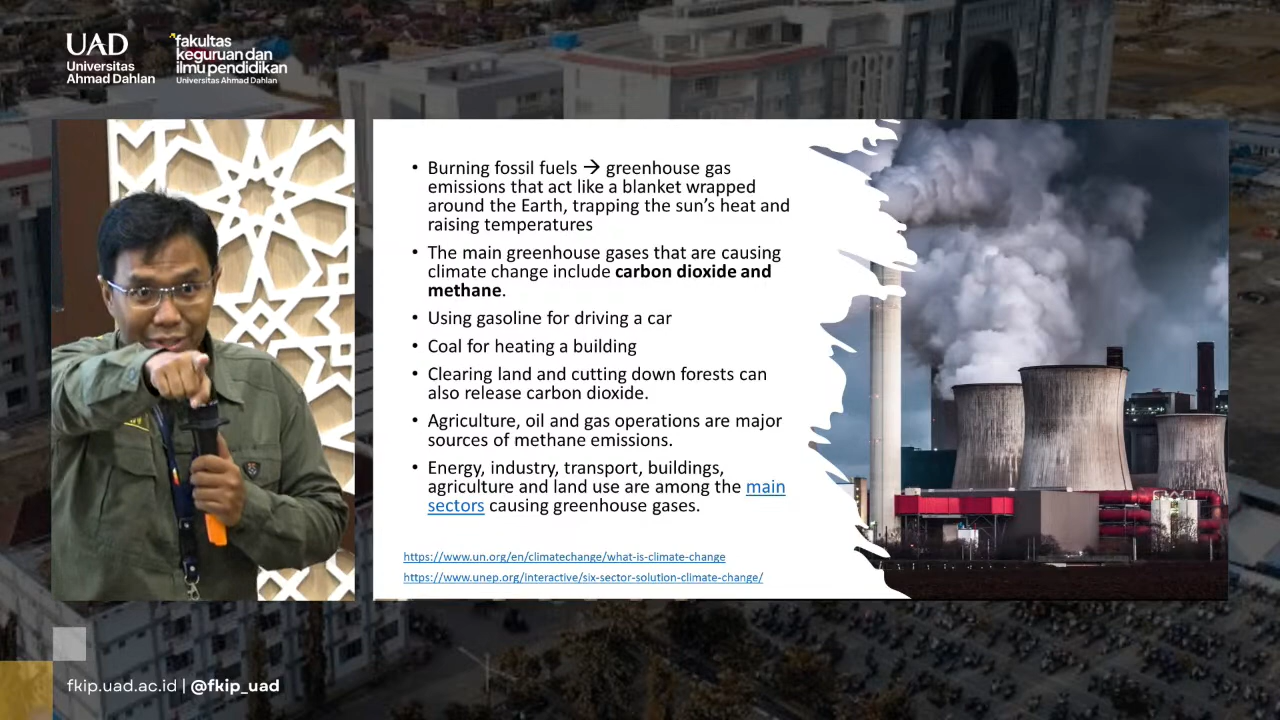 UAD
Universitas
Ahmad Dahlan
fakultas
keguruan dan
ilmu pendidikan
Universitas Ahmad Dahlan
• Burning fossil fuels → greenhouse gas
emissions that act like a blanket wrapped
around the Earth, trapping the sun's heat and
raising temperatures
• The main greenhouse gases that are causing
climate change include carbon dioxide and
methane.
• Using gasoline for driving a car
• Coal for heating a building
• Clearing land and cutting down forests can
also release carbon dioxide.
• Agriculture, oil and gas operations are major
sources of methane emissions.
• Energy, industry, transport, buildings,
agriculture and land use are among the main
sectors causing greenhouse gases.
https://www.un.org/en/climatechange/what-is-climate-change
https://www.unep.org/interactive/six-sector-solution-climate-change/
fkip.uad.ac.id | @fkip_uad